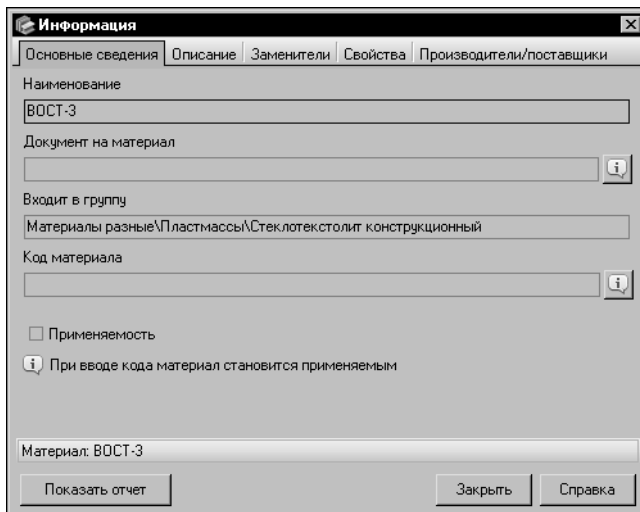 Информация
Основные сведения Описание Заменители Свойства Производители/поставщики
Наименование
ВОСТ-3
Документ на материал
Входит в группу
Материалы разные\Пластмассы\Стеклотекстолит конструкционный
Код материала
Применяемость
При вводе кода материал становится применяемым
Материал: ВОСТ-3
Показать отчет Закрыть Справка